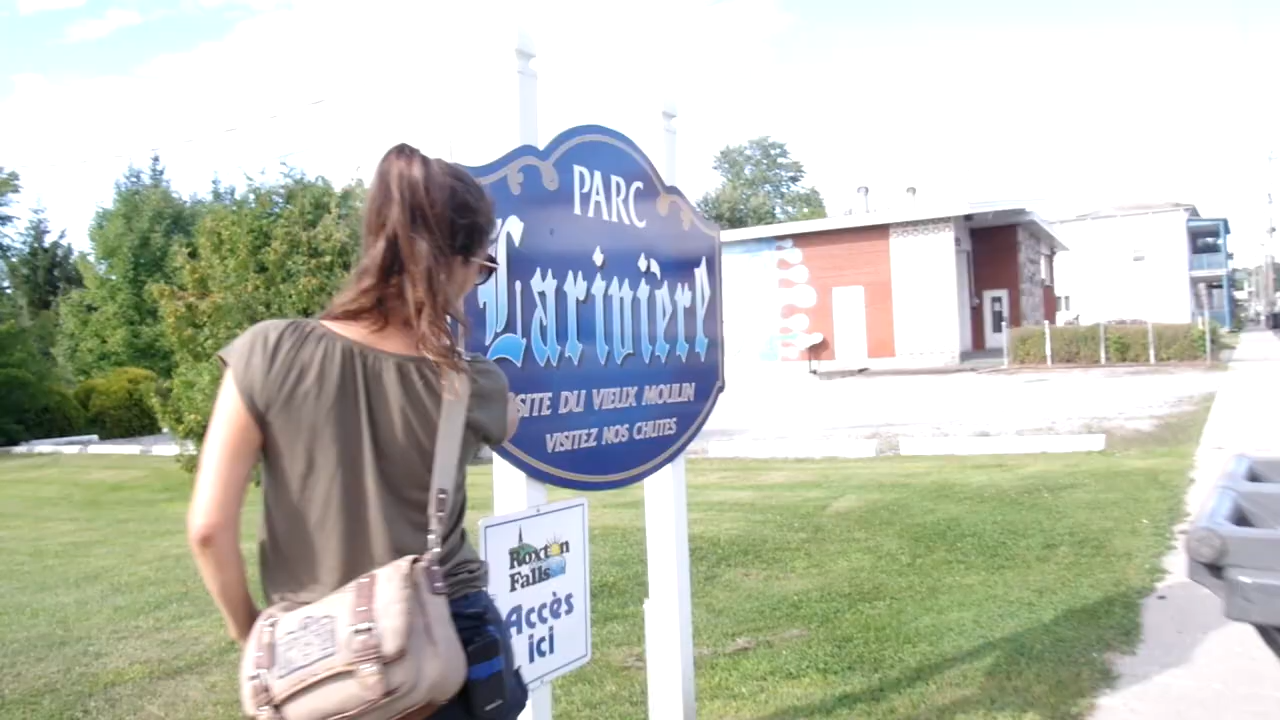 PARC
Larivière
SITE DU VIEUX MOULIN
VISITEZ NOS CHUTES
Roxton
Falls
Accès
ici